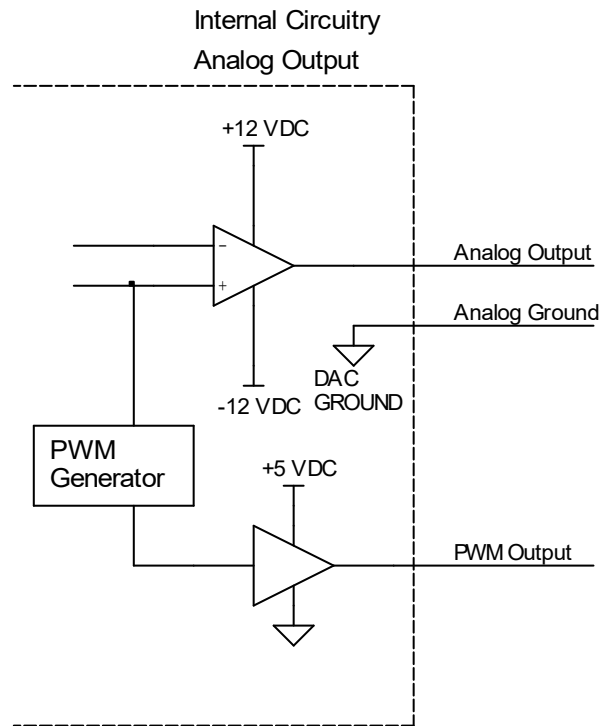 Internal Circuitry
Analog Output
+12 VDC
-
+
Analog Output
Analog Ground
DAC
GROUND
-12 VDC
PWM
Generator
+5 VDC
PWM Output